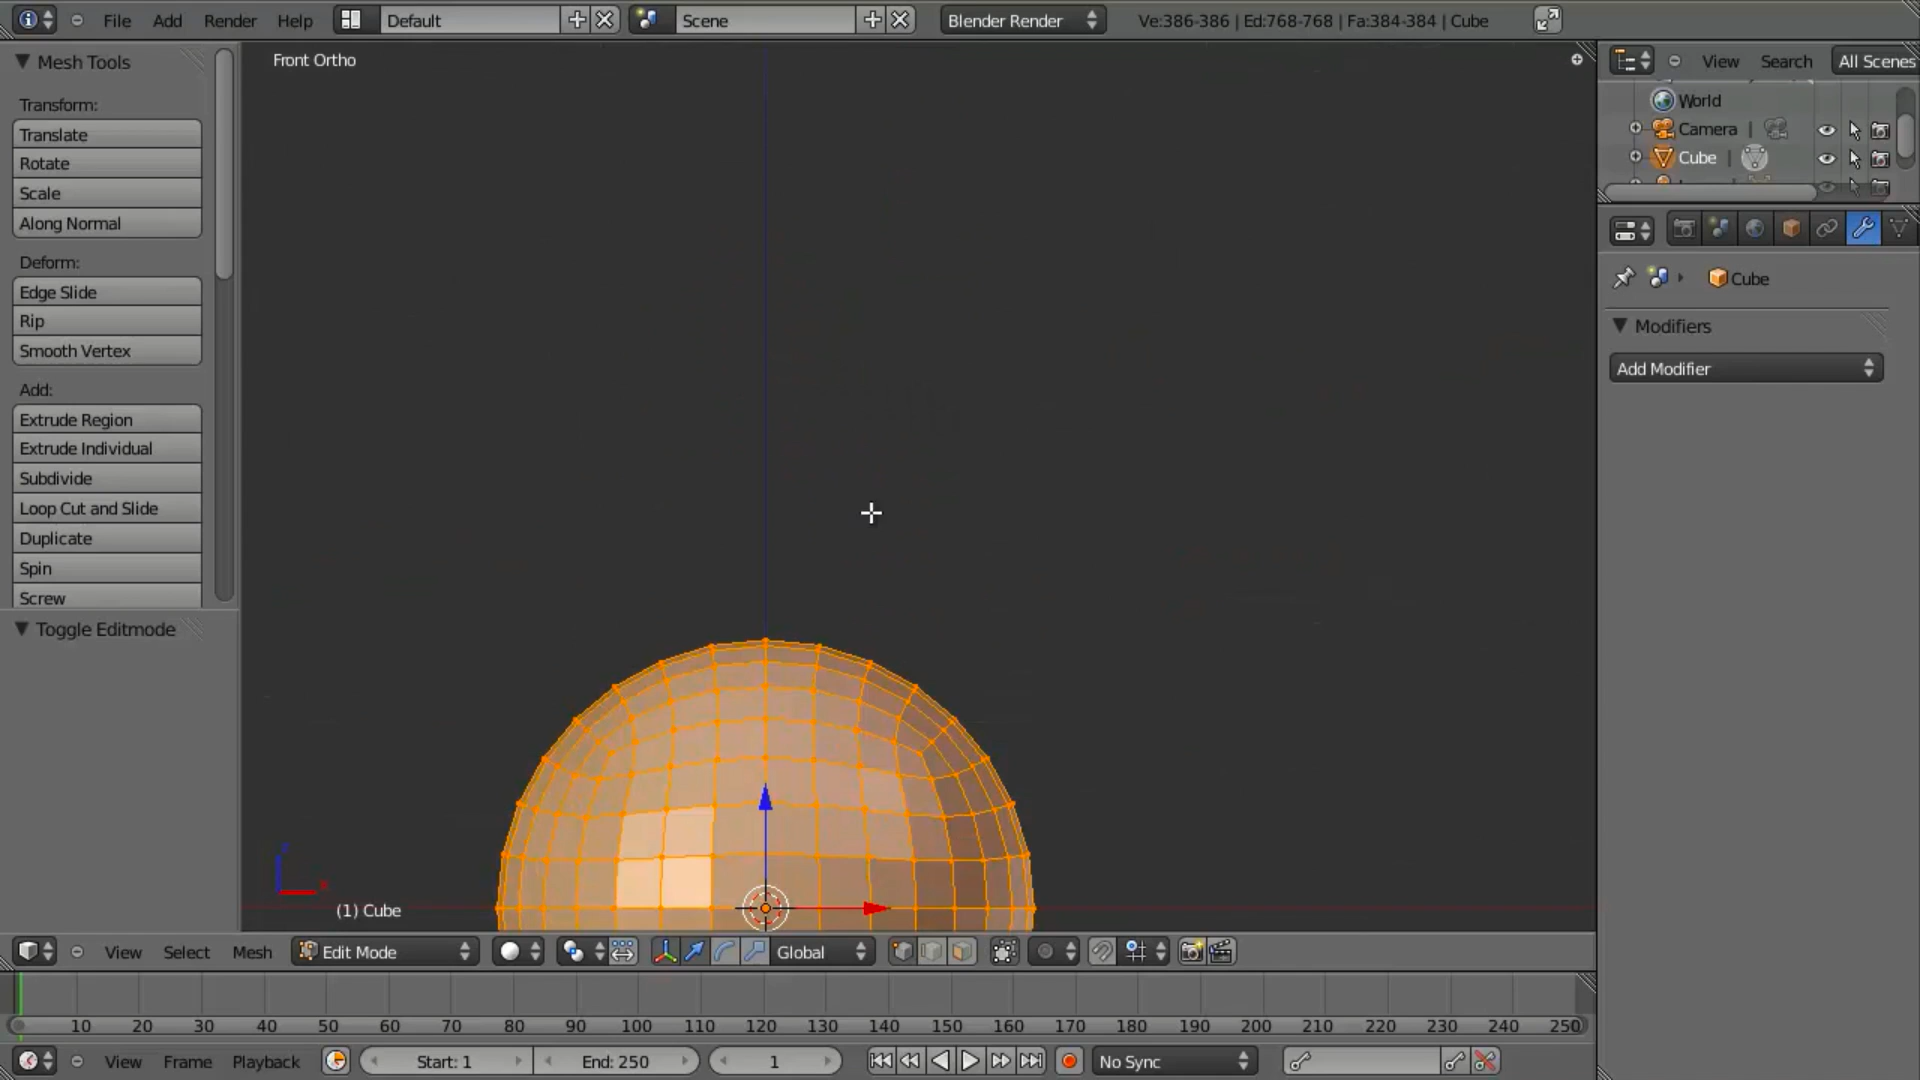 File Add Render Help Default Scene Blender Render Ve:386-386 | Ed:768-768 | Fa:384-384 | Cube
Mesh Tools
Transform:
Translate
Rotate
Scale
Along Normal
Deform:
Edge Slide
Rip
Smooth Vertex
Add:
Extrude Region
Extrude Individual
Subdivide
Loop Cut and Slide
Duplicate
Spin
Screw
Toggle Editmode
Front Ortho
(1) Cube
View Search All Scenes
World
Camera
Cube
Cube
Modifiers
Add Modifier
View Select Mesh Edit Mode Global
10 20 30 40 50 60 70 80 90 100 110 120 130 140 150 160 170 180 190 200 210 220 230 240 250
View Frame Playback Start: 1 End: 250 1 No Sync